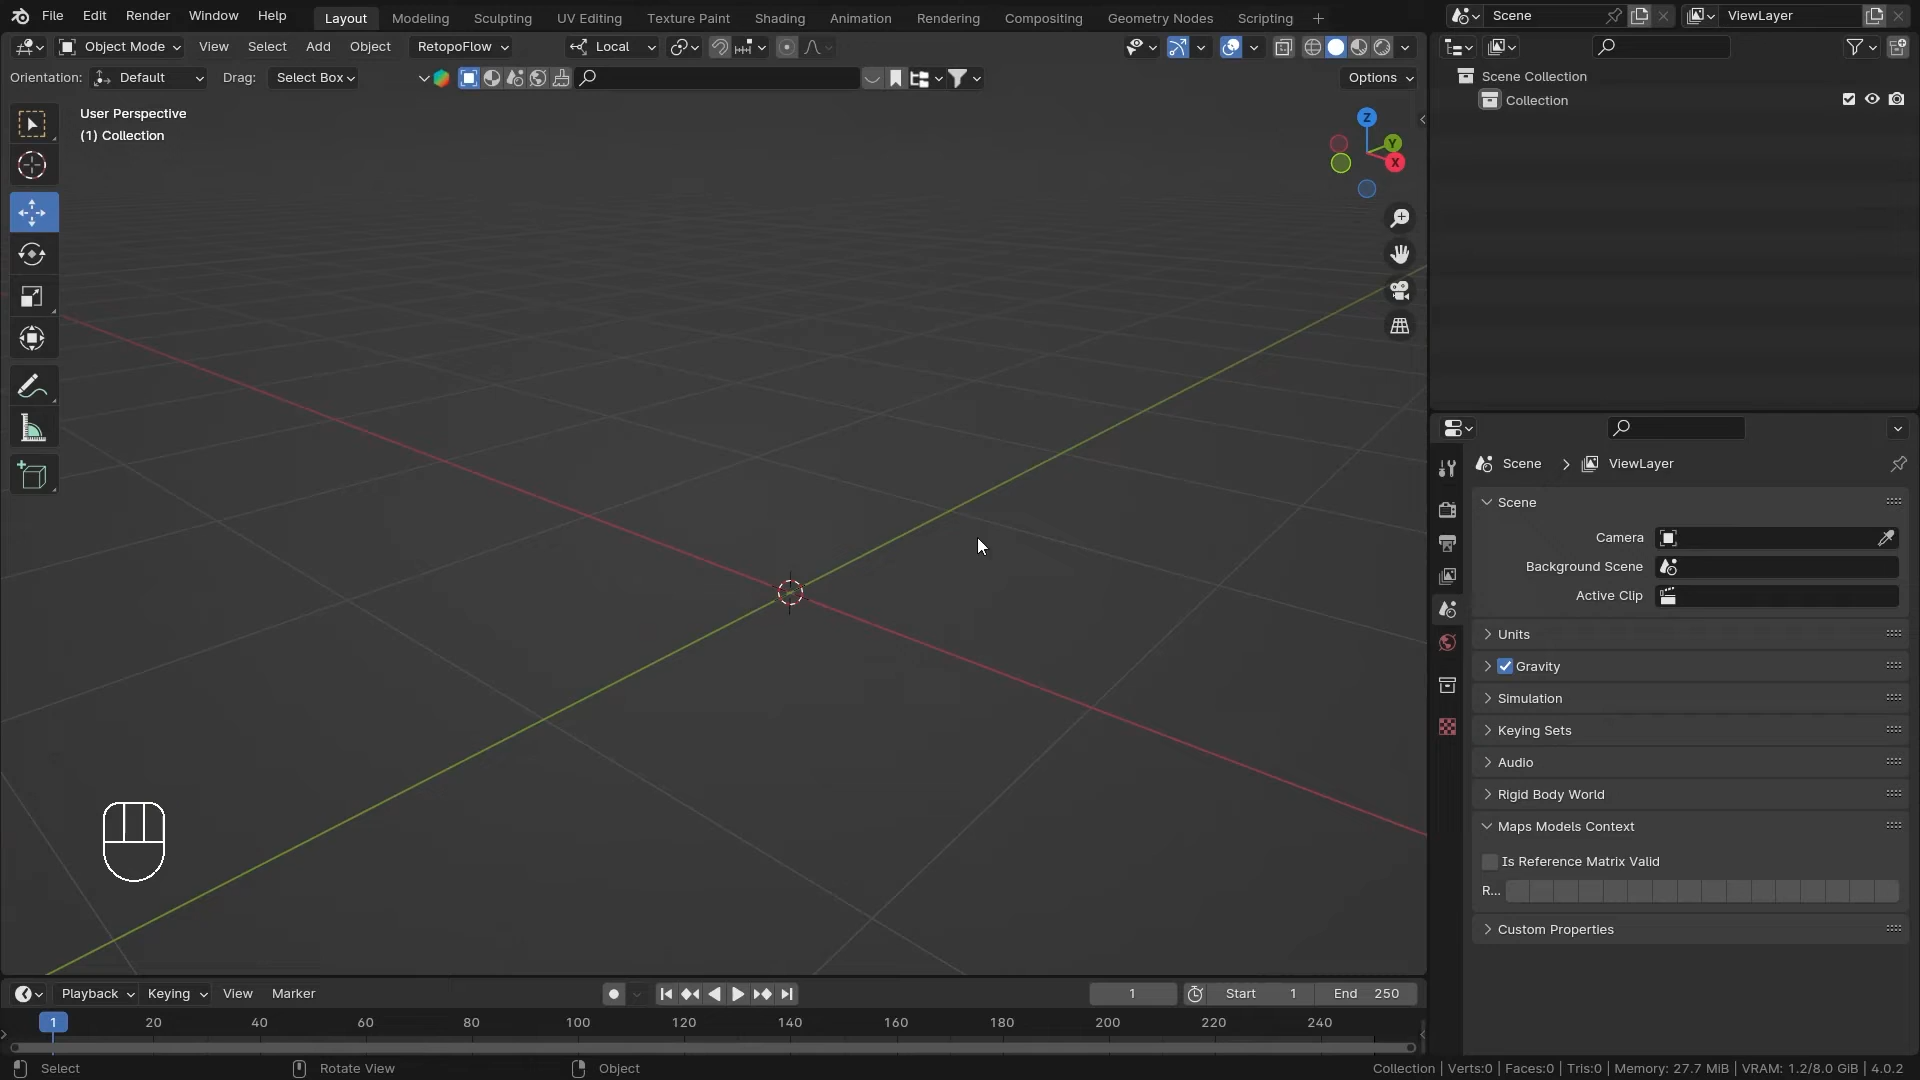 File Edit Render Window Help Layout Modeling Sculpting UV Editing Texture Paint Shading Animation Rendering Compositing Geometry Nodes Scripting + Scene ViewLayer
Object Mode View Select Add Object RetopoFlow Local
Orientation: Default Drag: Select Box Options
User Perspective
(1) Collection
Z
Y
X
Scene Collection
Collection
Scene > ViewLayer
Scene
Camera
Background Scene
Active Clip
Units
Gravity
Simulation
Keying Sets
Audio
Rigid Body World
Maps Models Context
Is Reference Matrix Valid
R...
Custom Properties
Playback Keying View Marker 1 Start 1 End 250
1 20 40 60 80 100 120 140 160 180 200 220 240
Select Rotate View Object Collection | Verts:0 | Faces:0 | Tris:0 | Memory: 27.7 MiB | VRAM: 1.2/8.0 GiB | 4.0.2